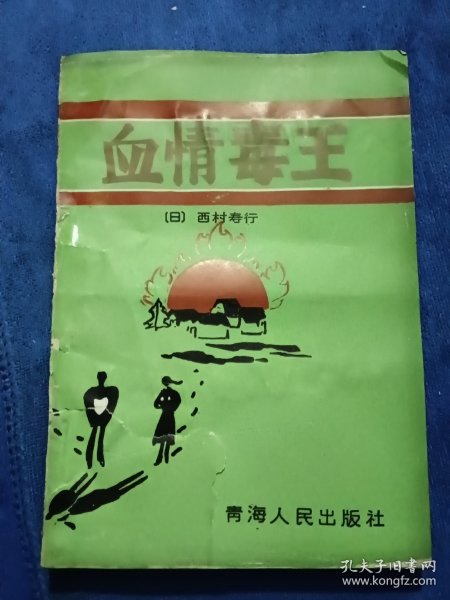 血情毒王
〔日〕 西村寿行
青海人民出版社
孔夫子旧书网
www.kongfz.com